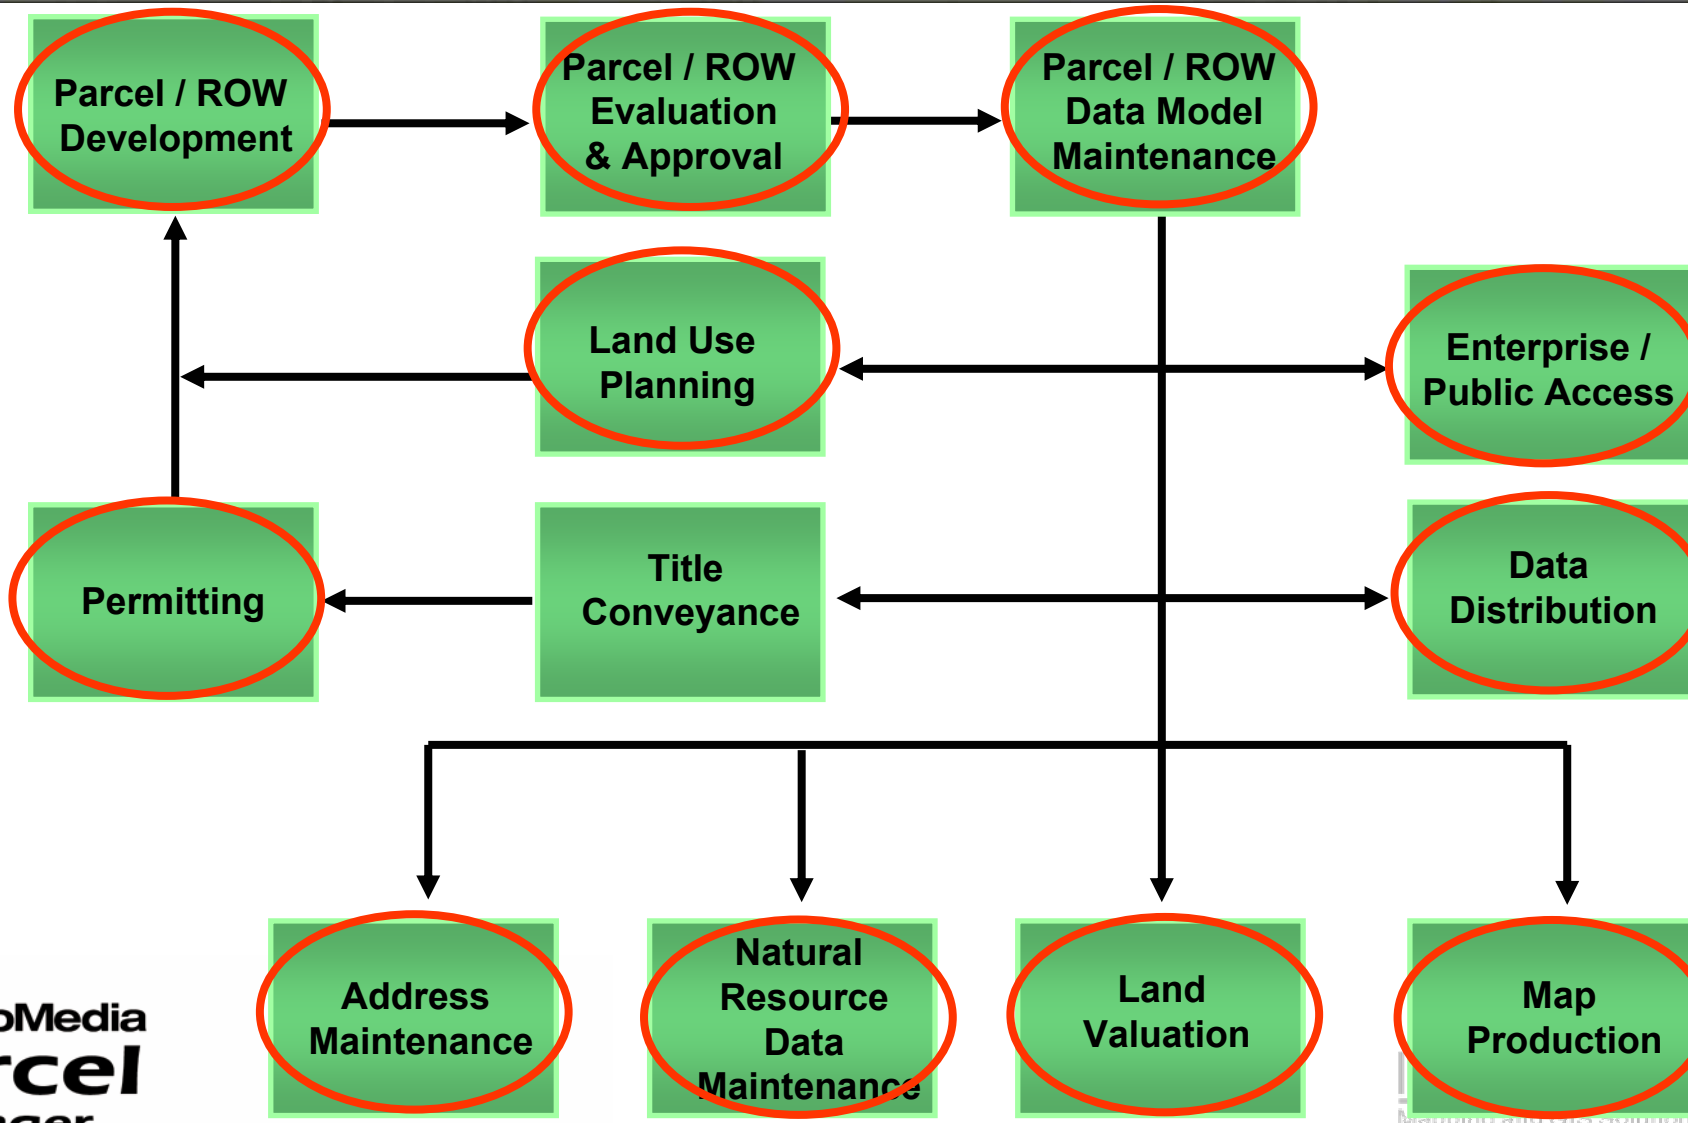 Parcel / ROW
Development
Parcel / ROW
Evaluation
& Approval
Parcel / ROW
Data Model
Maintenance
Land Use
Planning
Enterprise /
Public Access
Permitting
Title
Conveyance
Data
Distribution
Address
Maintenance
Natural
Resource
Data
Maintenance
Land
Valuation
Map
Production
oMedia
rcel